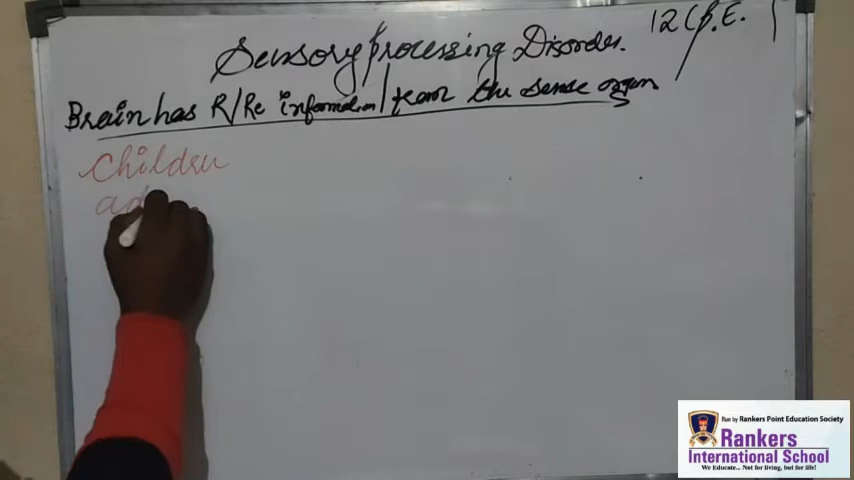 Sensory processing Disorder.
12 (P.E.
Brain has R/Re information/from the sense organ
Children
ad
Run by Rankers Point Education Society
Rankers
International School
We Educate... Not for living, but for life!